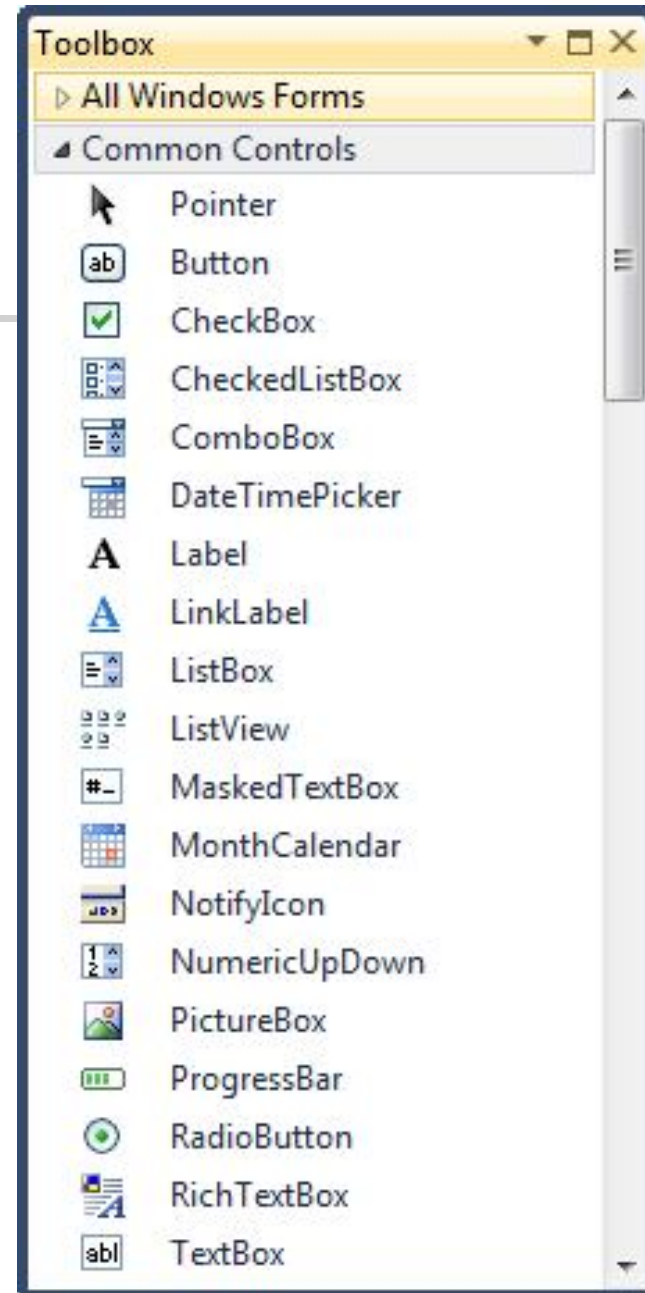 Toolbox
All Windows Forms
Common Controls
Pointer
ab Button
CheckBox
CheckedListBox
ComboBox
DateTimePicker
A Label
A LinkLabel
ListBox
ListView
#_ MaskedTextBox
MonthCalendar
NotifyIcon
1 2 NumericUpDown
PictureBox
ProgressBar
RadioButton
A RichTextBox
abl TextBox